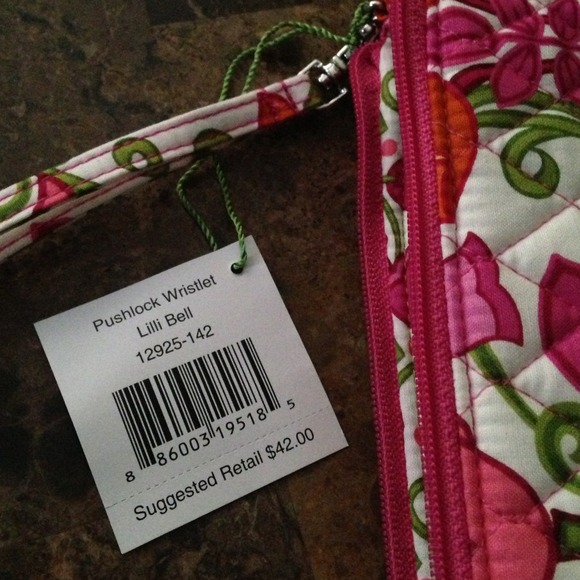 Pushlock Wristlet
Lilli Bell
12925-142
8 86003 19518 5
Suggested Retail $42.00